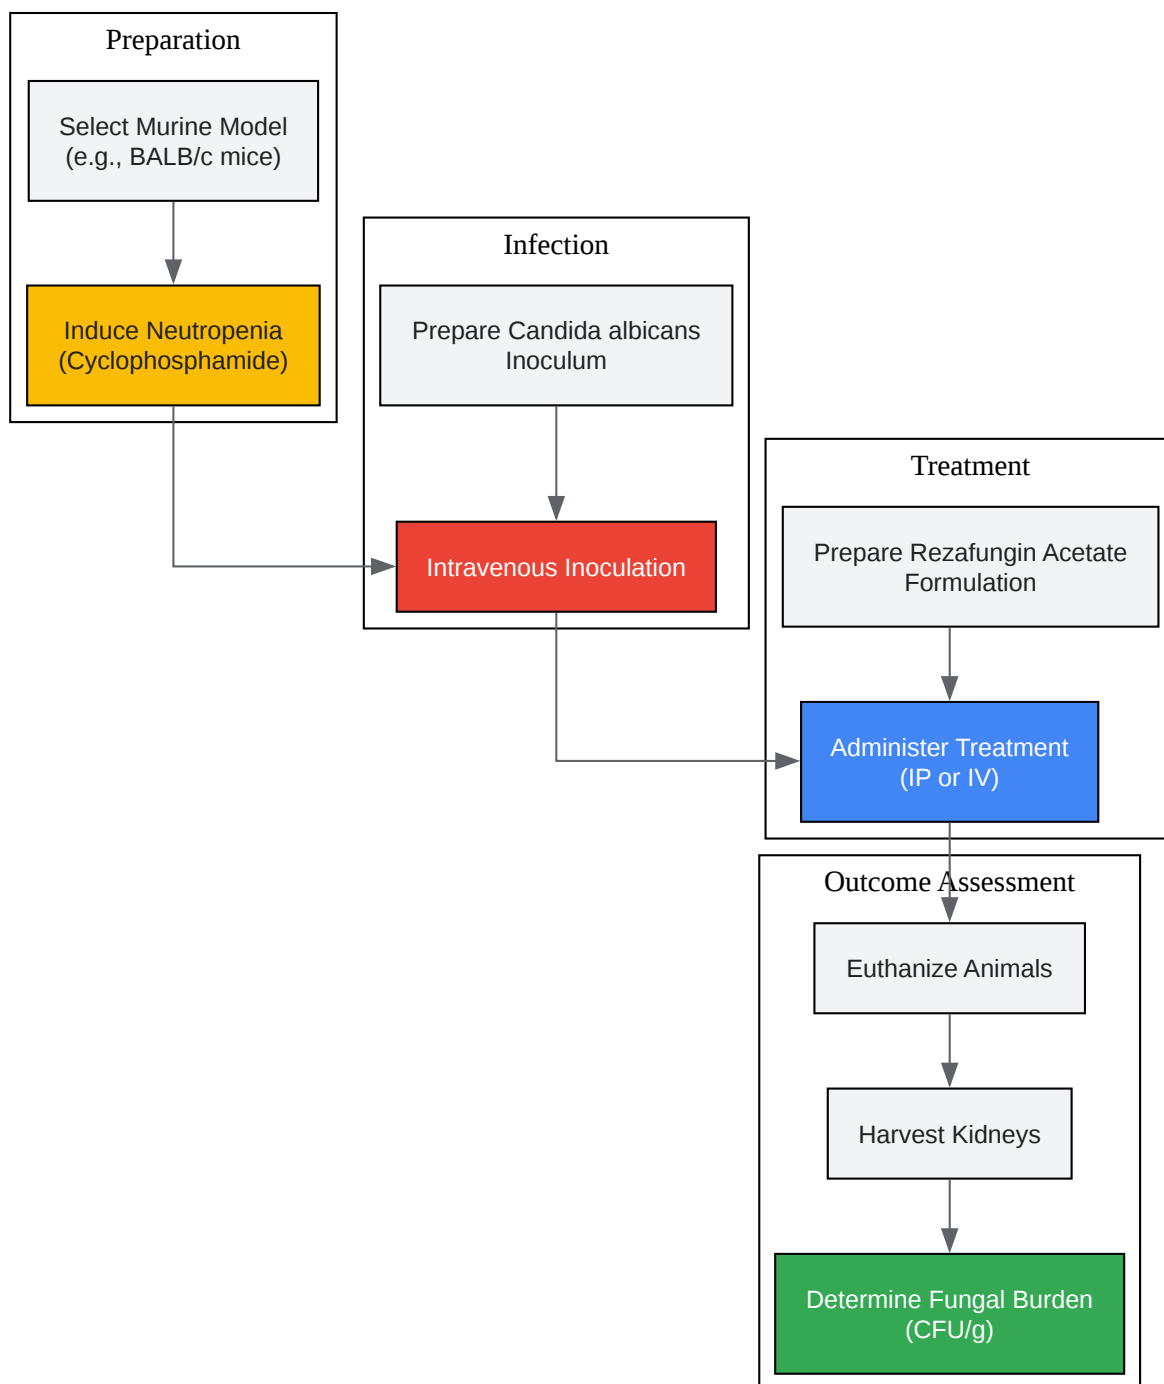 Preparation
Select Murine Model
(e.g., BALB/c mice)
Induce Neutropenia
(Cyclophosphamide)
Infection
Prepare Candida albicans
Inoculum
Intravenous Inoculation
Treatment
Prepare Rezafungin Acetate
Formulation
Administer Treatment
(IP or IV)
Outcome Assessment
Euthanize Animals
Harvest Kidneys
Determine Fungal Burden
(CFU/g)